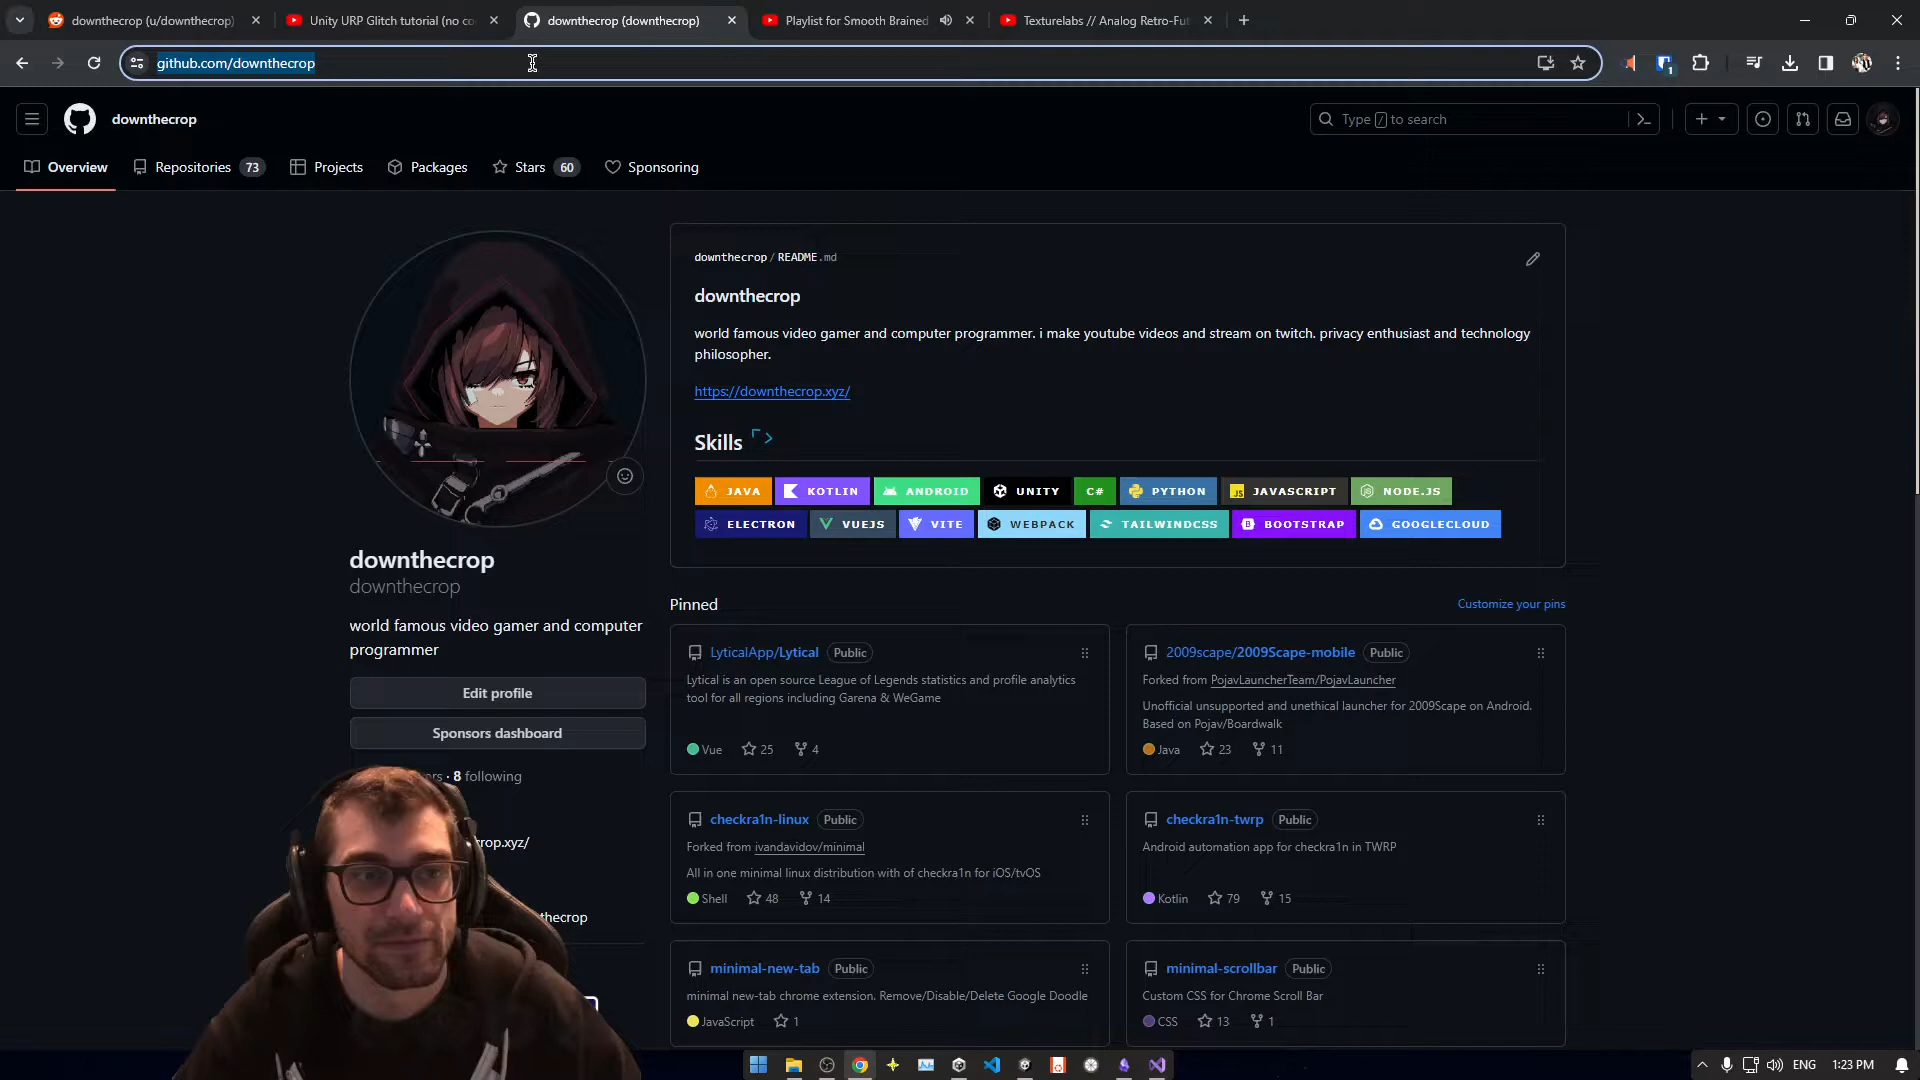 downthecrop (u/downthecrop)
Unity URP Glitch tutorial (no co
downthecrop (downthecrop)
Playlist for Smooth Brained
Texturelabs // Analog Retro-Fut
github.com/downthecrop
1
downthecrop
Type / to search
Overview
Repositories 73
Projects
Packages
Stars 60
Sponsoring
downthecrop/README.md
downthecrop
world famous video gamer and computer programmer. i make youtube videos and stream on twitch. privacy enthusiast and technology
philosopher.
https://downthecrop.xyz/
Skills
JAVA KOTLIN ANDROID UNITY C# PYTHON JAVASCRIPT NODE.JS
ELECTRON VUEJS VITE WEBPACK TAILWINDCSS BOOTSTRAP GOOGLECLOUD
downthecrop
downthecrop
world famous video gamer and computer
programmer
Edit profile
Sponsors dashboard
ers · 8 following
crop.xyz/
thecrop
Pinned
Customize your pins
LyticalApp/Lytical Public
Lytical is an open source League of Legends statistics and profile analytics
tool for all regions including Garena & WeGame
Vue 25 4
2009scape/2009Scape-mobile Public
Forked from PojavLauncherTeam/PojavLauncher
Unofficial unsupported and unethical launcher for 2009Scape on Android.
Based on Pojav/Boardwalk
Java 23 11
checkra1n-linux Public
Forked from ivandavidov/minimal
All in one minimal linux distribution with of checkra1n for iOS/tvOS
Shell 48 14
checkra1n-twrp Public
Android automation app for checkra1n in TWRP
Kotlin 79 15
minimal-new-tab Public
minimal new-tab chrome extension. Remove/Disable/Delete Google Doodle
JavaScript 1
minimal-scrollbar Public
Custom CSS for Chrome Scroll Bar
CSS 13 1
ENG
1:23 PM